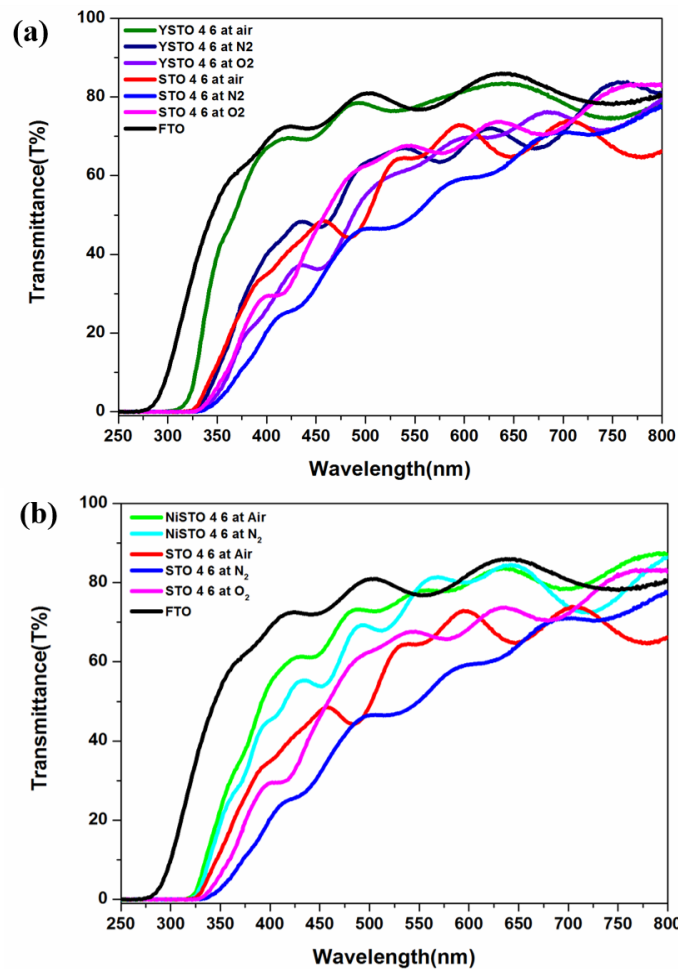 (a)
100
80
60
40
20
0
Transmittance(T%)
YSTO 4 6 at air
YSTO 4 6 at N2
YSTO 4 6 at O2
STO 4 6 at air
STO 4 6 at N2
STO 4 6 at O2
FTO
250 300 350 400 450 500 550 600 650 700 750 800
Wavelength(nm)
(b)
100
80
60
40
20
0
Transmittance(T%)
NiSTO 4 6 at Air
NiSTO 4 6 at N₂
STO 4 6 at Air
STO 4 6 at N₂
STO 4 6 at O₂
FTO
250 300 350 400 450 500 550 600 650 700 750 800
Wavelength(nm)